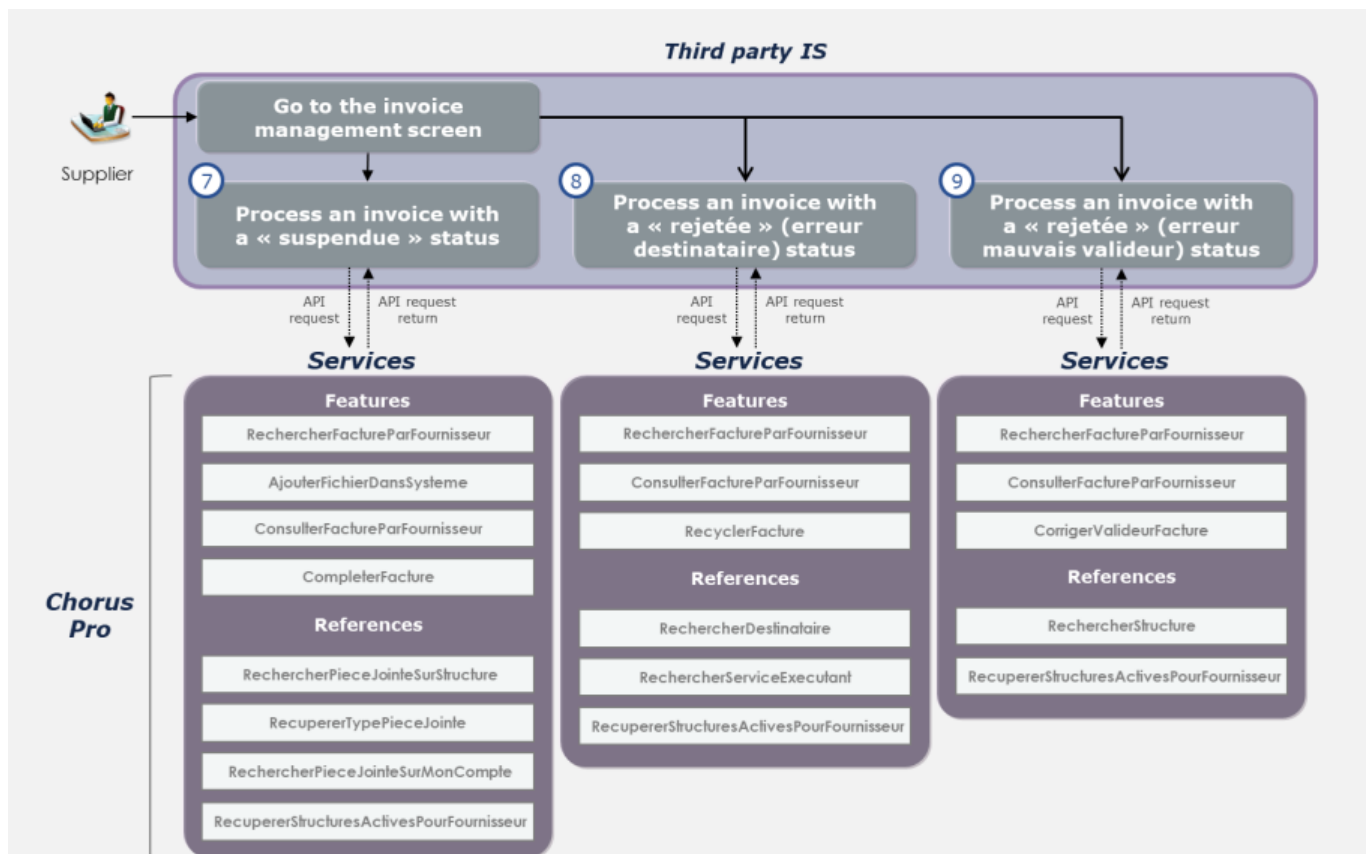 Third party IS
Supplier
Go to the invoice
management screen
7
Process an invoice with
a « suspendue » status
8
Process an invoice with
a « rejetée » (erreur
destinataire) status
9
Process an invoice with
a « rejetée » (erreur
mauvais valideur) status
API
request
API request
return
API
request
API request
return
API
request
API request
return
Chorus
Pro
Services
Features
RechercherFactureParFournisseur
AjouterFichierDansSysteme
ConsulterFactureParFournisseur
CompleterFacture
References
RechercherPieceJointeSurStructure
RecupererTypePieceJointe
RechercherPieceJointeSurMonCompte
RecupererStructuresActivesPourFournisseur
Services
Features
RechercherFactureParFournisseur
ConsulterFactureParFournisseur
RecyclerFacture
References
RechercherDestinataire
RechercherServiceExecutant
RecupererStructuresActivesPourFournisseur
Services
Features
RechercherFactureParFournisseur
ConsulterFactureParFournisseur
CorrigerValideurFacture
References
RechercherStructure
RecupererStructuresActivesPourFournisseur